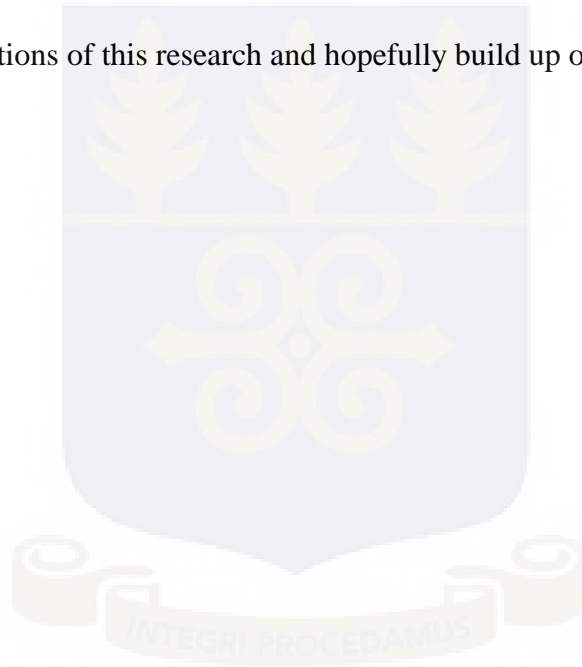 tions of this research and hopefully build up o
INTEGRI PROCEDAMUS